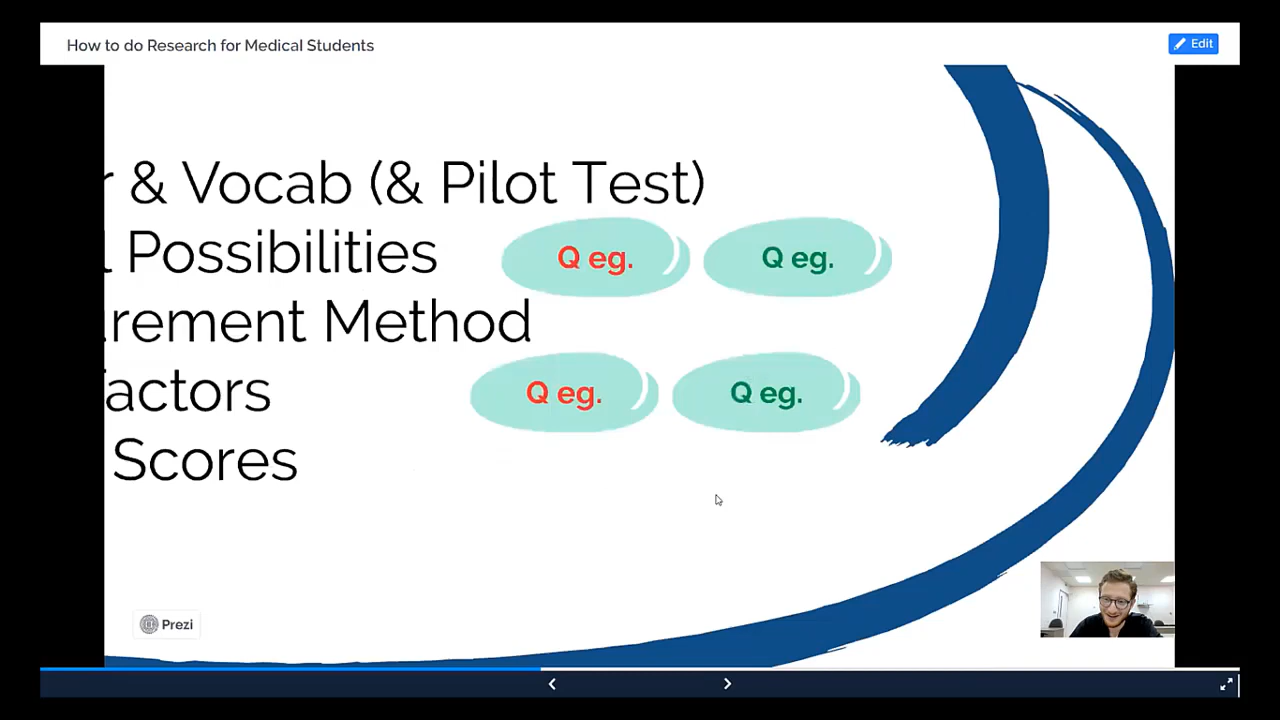 How to do Research for Medical Students
Edit
& Vocab (& Pilot Test)
Possibilities
Q eg. Q eg.
rement Method
actors
Q eg. Q eg.
Scores
Prezi